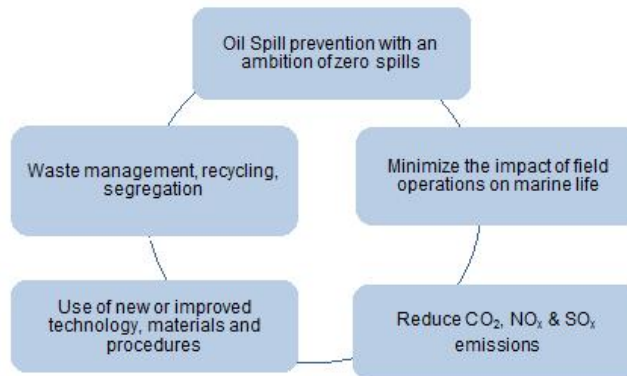 Oil Spill prevention with an
ambition of zero spills
Waste management, recycling,
segregation
Minimize the impact of field
operations on marine life
Use of new or improved
technology, materials and
procedures
Reduce CO₂, NOₓ & SOₓ
emissions